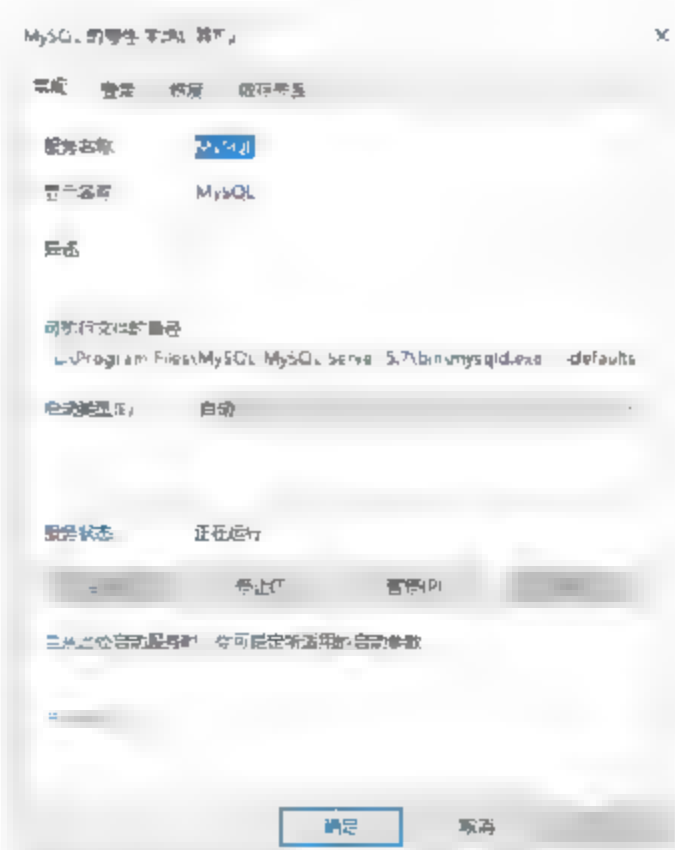 MySQL 的属性(本地计算机)
常规 登录 恢复 依存关系
服务名称 MySQL
显示名称 MySQL
描述
可执行文件的路径
Program Files\MySQL\MySQL Server 5.7\bin\mysqld.exe -defaults
启动类型(E) 自动
服务状态 正在运行
停止(T) 暂停(P)
当从此处启动服务时 你可指定所适用的启动参数
确定 取消